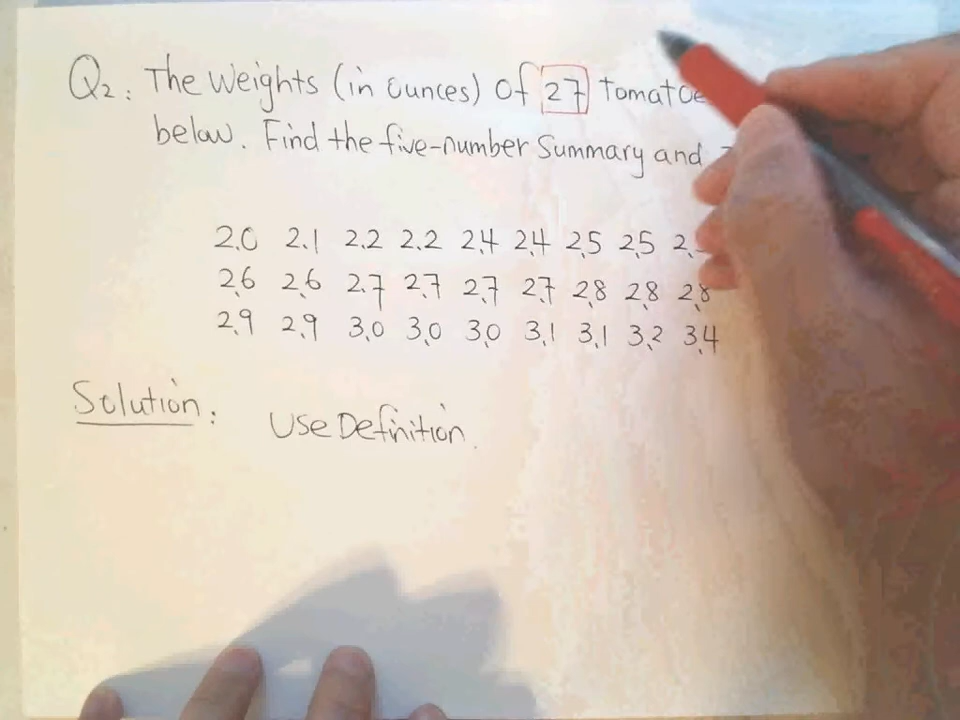 Q2: The Weights (in Ounces) Of 27 Tomatoe
below. Find the five-number Summary and
2.0 2.1 2.2 2.2 2.4 2.4 2.5 2.5
2.6 2.6 2.7 2.7 2.7 2.7 2.8 2.8 2.8
2.9 2.9 3.0 3.0 3.0 3.1 3.1 3.2 3.4
Solution: Use Definition.